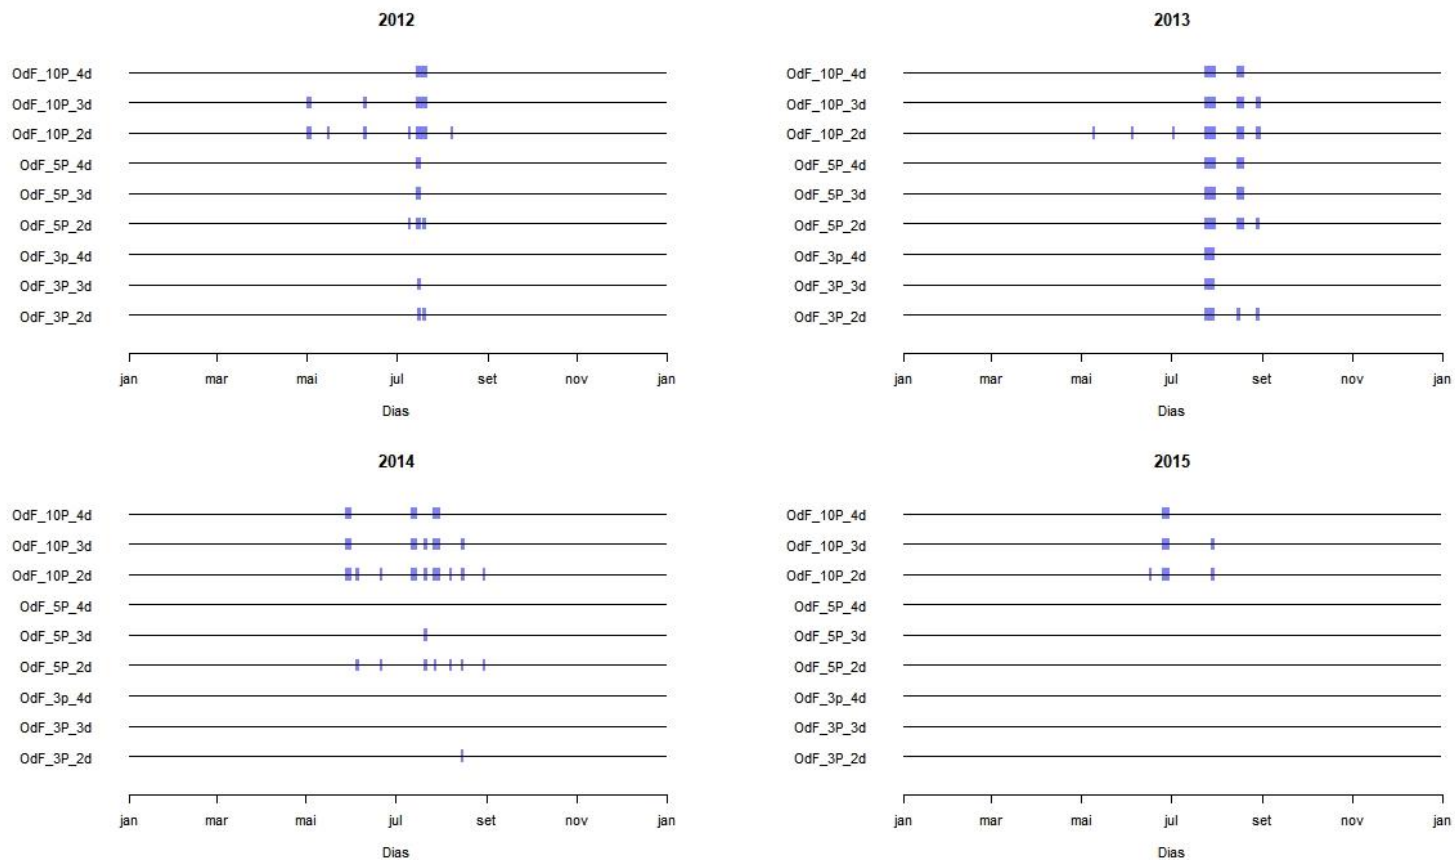 2012
OdF_10P_4d
OdF_10P_3d
OdF_10P_2d
OdF_5P_4d
OdF_5P_3d
OdF_5P_2d
OdF_3p_4d
OdF_3P_3d
OdF_3P_2d
jan mar mai jul set nov jan
Dias
2013
OdF_10P_4d
OdF_10P_3d
OdF_10P_2d
OdF_5P_4d
OdF_5P_3d
OdF_5P_2d
OdF_3p_4d
OdF_3P_3d
OdF_3P_2d
jan mar mai jul set nov jan
Dias
2014
OdF_10P_4d
OdF_10P_3d
OdF_10P_2d
OdF_5P_4d
OdF_5P_3d
OdF_5P_2d
OdF_3p_4d
OdF_3P_3d
OdF_3P_2d
jan mar mai jul set nov jan
Dias
2015
OdF_10P_4d
OdF_10P_3d
OdF_10P_2d
OdF_5P_4d
OdF_5P_3d
OdF_5P_2d
OdF_3p_4d
OdF_3P_3d
OdF_3P_2d
jan mar mai jul set nov jan
Dias